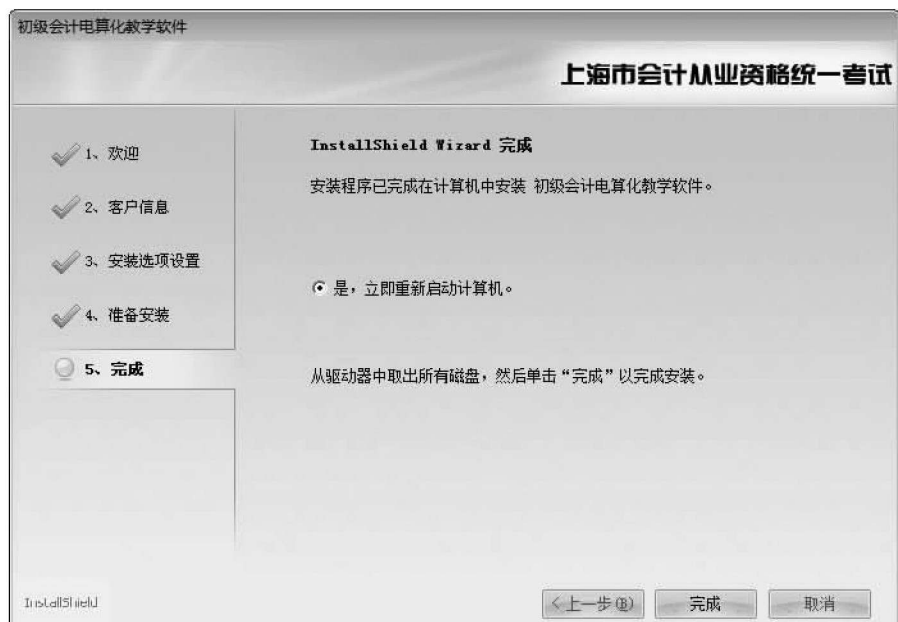 初级会计电算化教学软件
上海市会计从业资格统一考试
1、欢迎
2、客户信息
3、安装选项设置
4、准备安装
5、完成
InstallShield Wizard 完成
安装程序已完成在计算机中安装 初级会计电算化教学软件。
是，立即重新启动计算机。
从驱动器中取出所有磁盘，然后单击“完成”以完成安装。
InstallShield
<上一步(B)
完成
取消